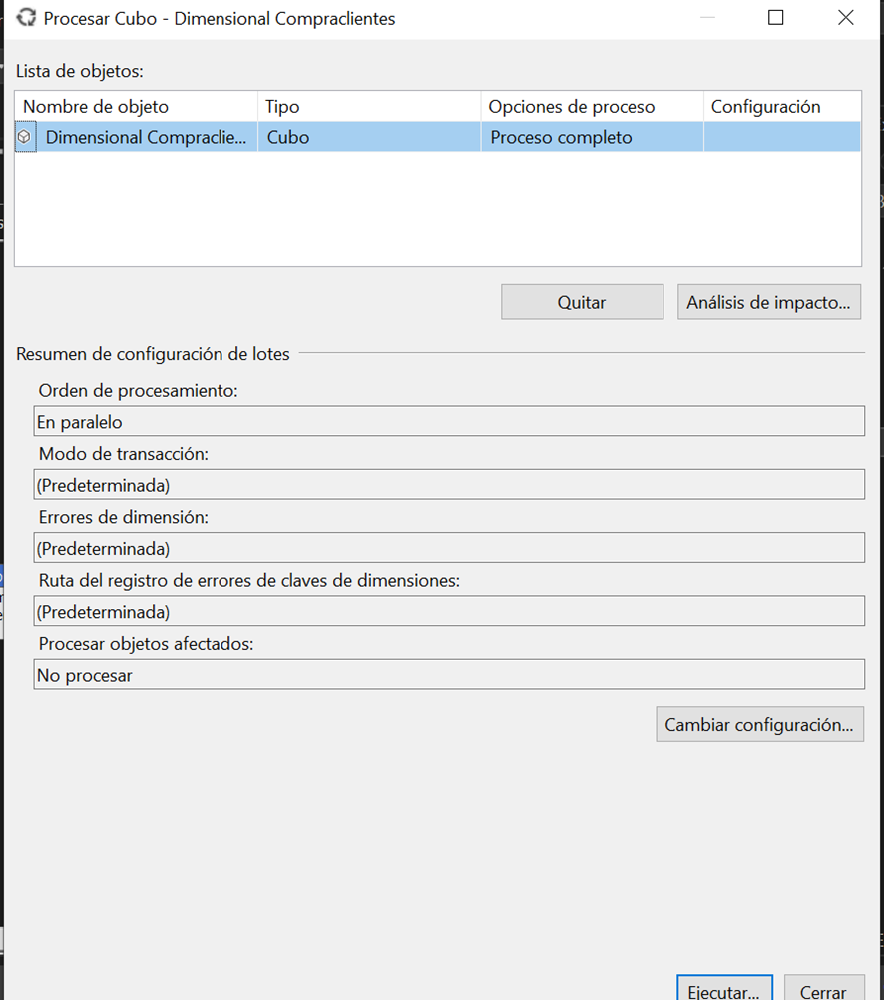 Procesar Cubo - Dimensional Compraclientes
Lista de objetos:
Nombre de objeto Tipo Opciones de proceso Configuración
Dimensional Compraclie... Cubo Proceso completo
Quitar Análisis de impacto...
Resumen de configuración de lotes
Orden de procesamiento:
En paralelo
Modo de transacción:
(Predeterminada)
Errores de dimensión:
(Predeterminada)
Ruta del registro de errores de claves de dimensiones:
(Predeterminada)
Procesar objetos afectados:
No procesar
Cambiar configuración...
Ejecutar... Cerrar